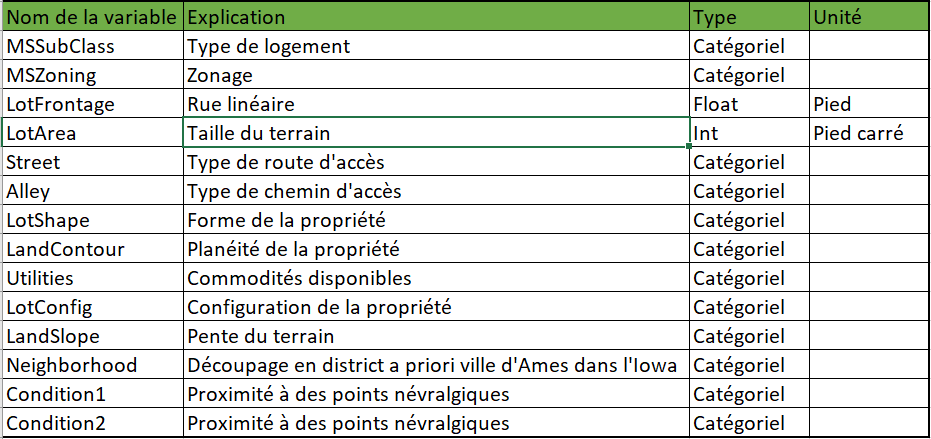 Nom de la variable Explication Type Unité
MSSubClass Type de logement Catégoriel
MSZoning Zonage Catégoriel
LotFrontage Rue linéaire Float Pied
LotArea Taille du terrain Int Pied carré
Street Type de route d'accès Catégoriel
Alley Type de chemin d'accès Catégoriel
LotShape Forme de la propriété Catégoriel
LandContour Planéité de la propriété Catégoriel
Utilities Commodités disponibles Catégoriel
LotConfig Configuration de la propriété Catégoriel
LandSlope Pente du terrain Catégoriel
Neighborhood Découpage en district a priori ville d'Ames dans l'Iowa Catégoriel
Condition1 Proximité à des points névralgiques Catégoriel
Condition2 Proximité à des points névralgiques Catégoriel